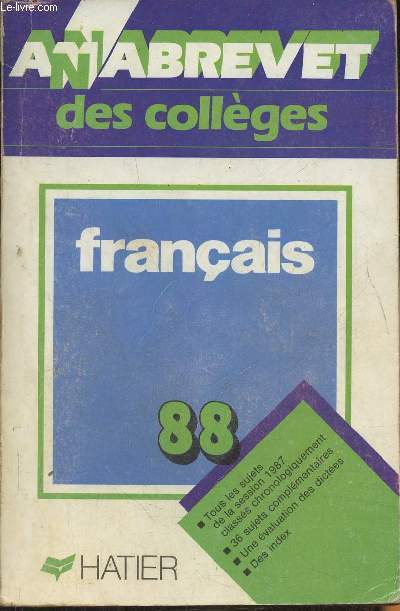 Le-livre.com
ANNABREVET
des collèges
français
88
▪ Tous les sujets
de la session 1987
classés chronologiquement
▪ 36 sujets complémentaires
▪ Une évaluation des dictées
▪ Des index
HATIER